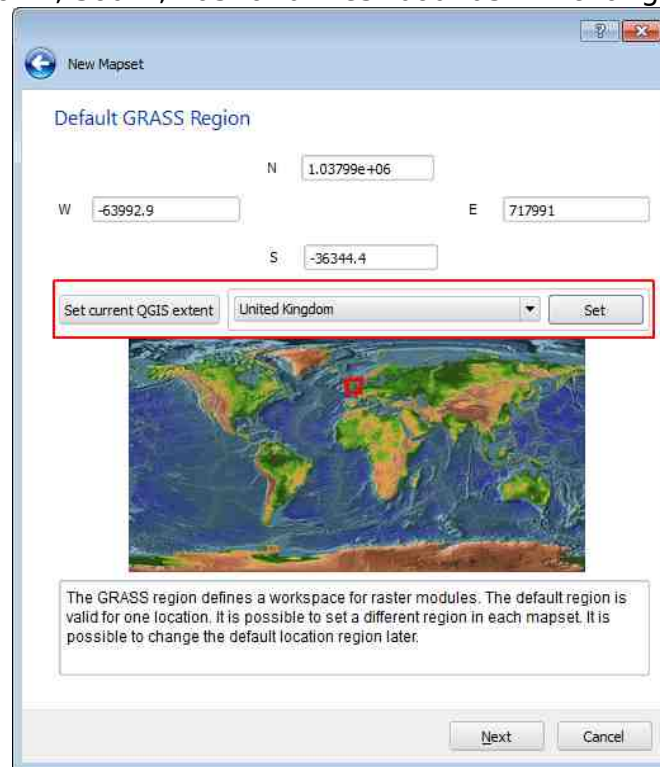 New Mapset
Default GRASS Region
N 1.03799e+06
W -63992.9 E 717991
S -36344.4
Set current QGIS extent United Kingdom Set
The GRASS region defines a workspace for raster modules. The default region is
valid for one location. It is possible to set a different region in each mapset. It is
possible to change the default location region later.
Next Cancel